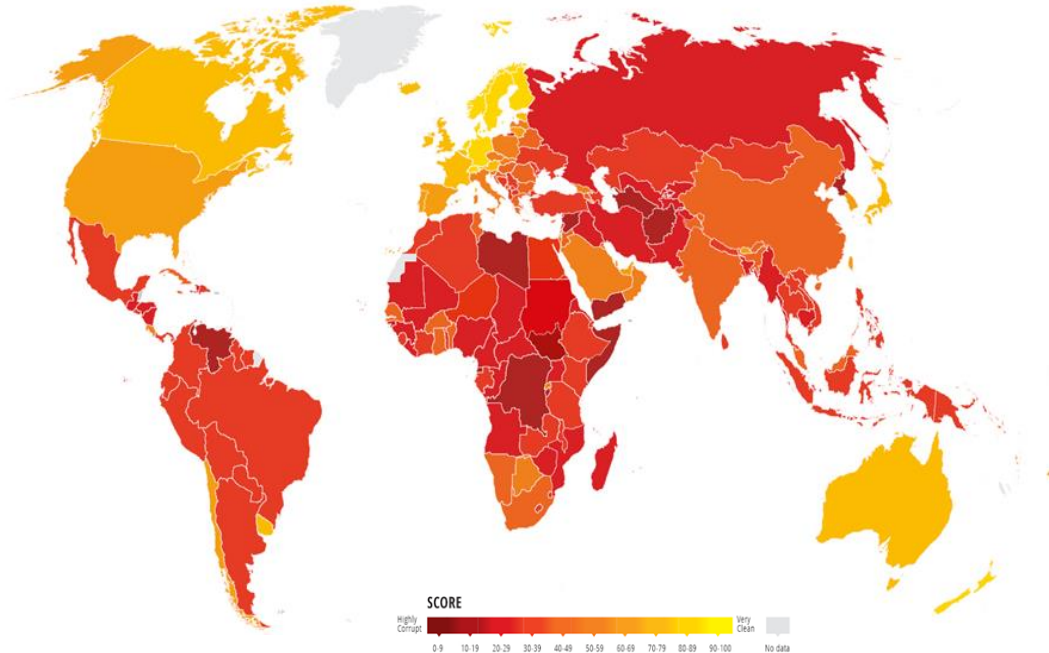 SCORE
Highly
Corrupt
Very
Clean
0-9 10-19 20-29 30-39 40-49 50-59 60-69 70-79 80-89 90-100 No data